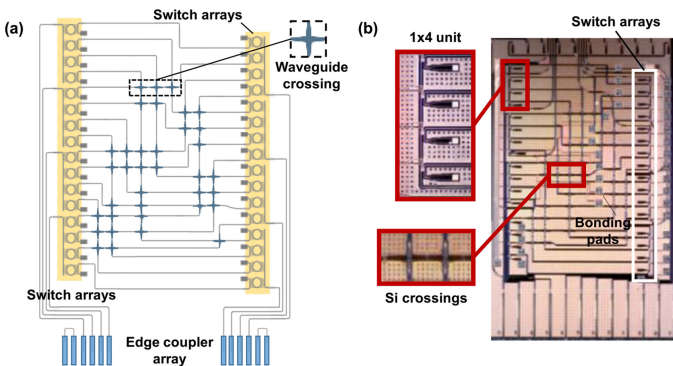 (a)
Switch arrays
Waveguide
crossing
Switch arrays
Edge coupler
array
(b)
1x4 unit
Switch arrays
Bonding
pads
Si crossings